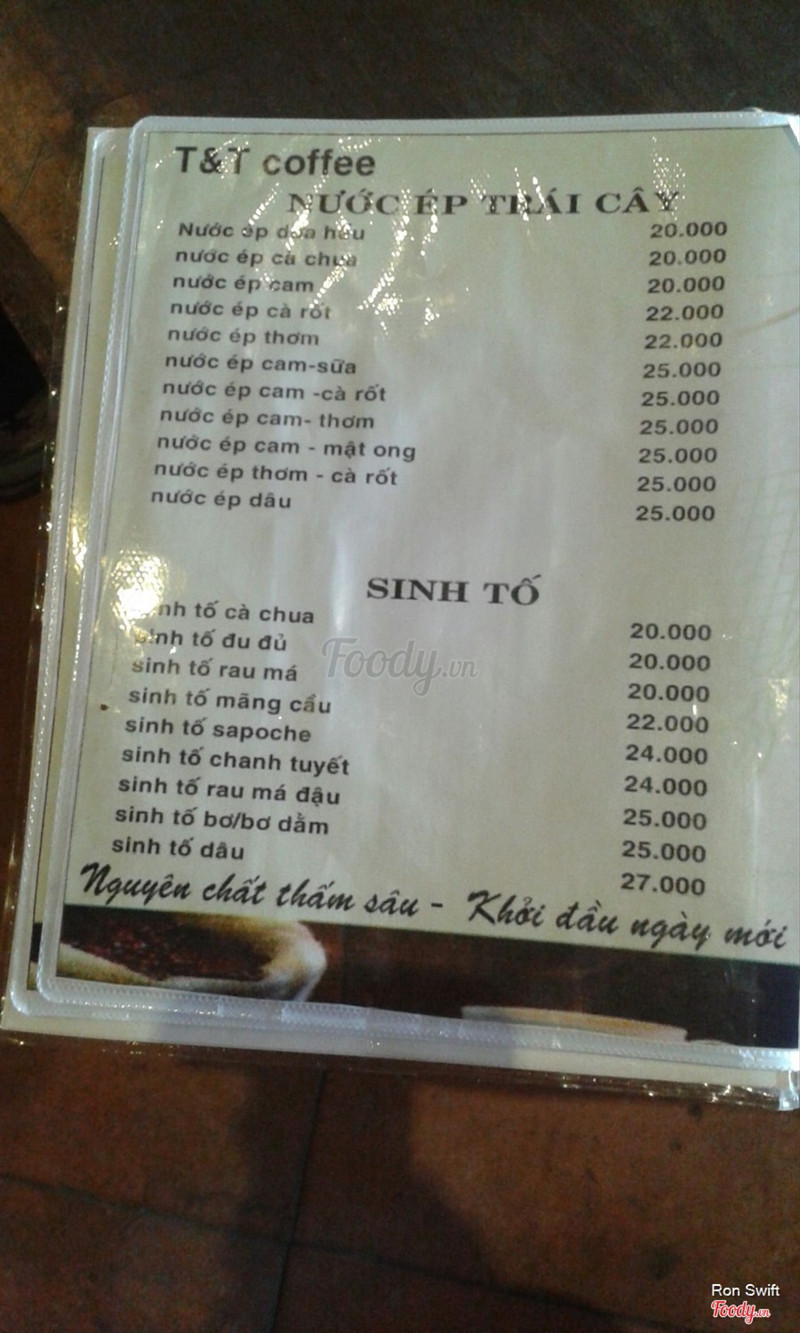 T&T coffee
NƯỚC ÉP TRÁI CÂY
Nước ép dưa hấu 20.000
nước ép cà chua 20.000
nước ép cam 20.000
nước ép cà rốt 22.000
nước ép thơm 22.000
nước ép cam-sữa 25.000
nước ép cam -cà rốt 25.000
nước ép cam- thơm 25.000
nước ép cam - mật ong 25.000
nước ép thơm - cà rốt 25.000
nước ép dâu 25.000
SINH TỐ
sinh tố cà chua 20.000
sinh tố đu đủ 20.000
sinh tố rau má 20.000
sinh tố mãng cầu 22.000
sinh tố sapoche 24.000
sinh tố chanh tuyết 24.000
sinh tố rau má đậu 25.000
sinh tố bơ/bơ dằm 25.000
sinh tố dâu 27.000
Nguyên chất thấm sâu - Khởi đầu ngày mới
Foody.vn
Ron Swift
Foody.vn